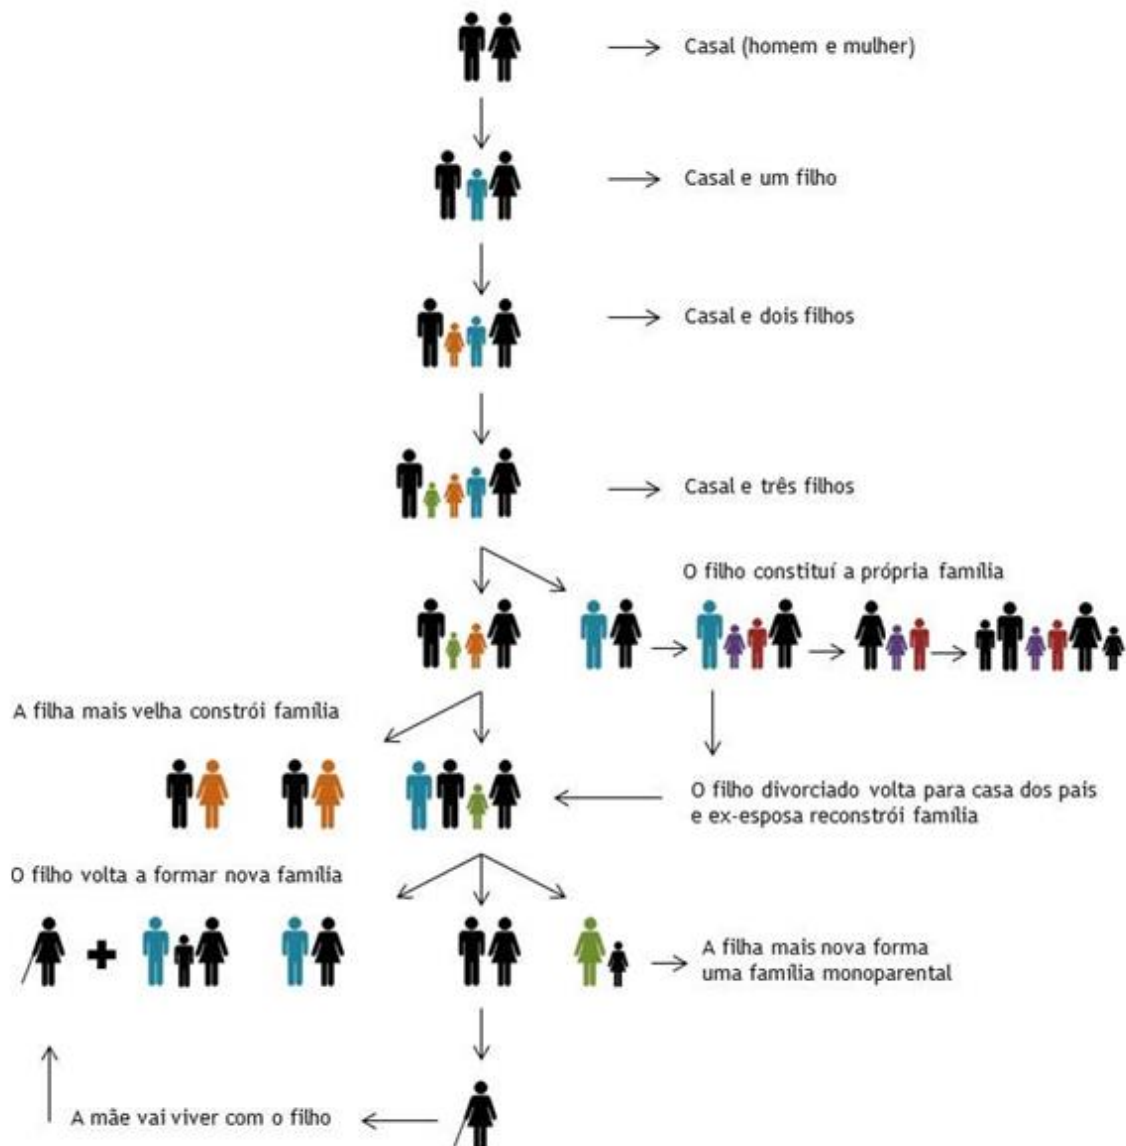 Casal (homem e mulher)
Casal e um filho
Casal e dois filhos
Casal e três filhos
O filho constituí a própria família
A filha mais velha constrói família
O filho divorciado volta para casa dos pais
e ex-esposa reconstrói família
O filho volta a formar nova família
A filha mais nova forma
uma família monoparental
A mãe vai viver com o filho